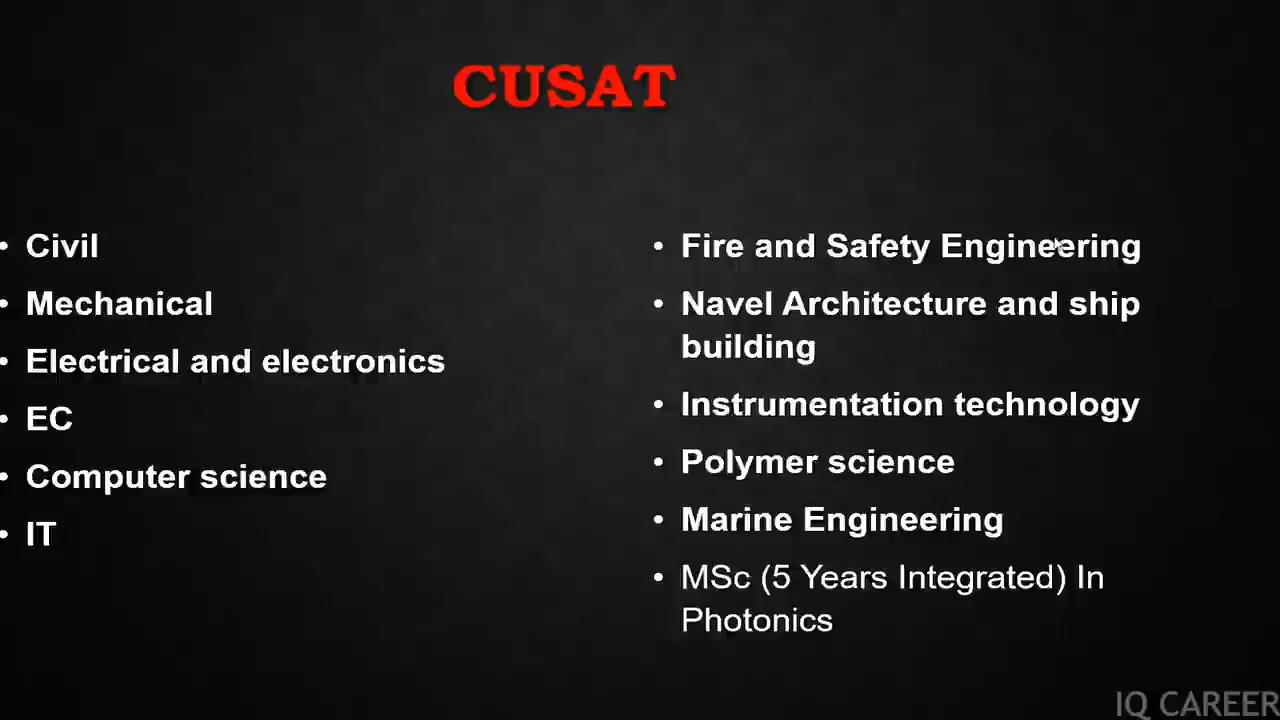 CUSAT
• Civil
• Mechanical
• Electrical and electronics
• EC
• Computer science
• IT
• Fire and Safety Engineering
• Navel Architecture and ship
building
• Instrumentation technology
• Polymer science
• Marine Engineering
• MSc (5 Years Integrated) In
Photonics
IQ CAREER